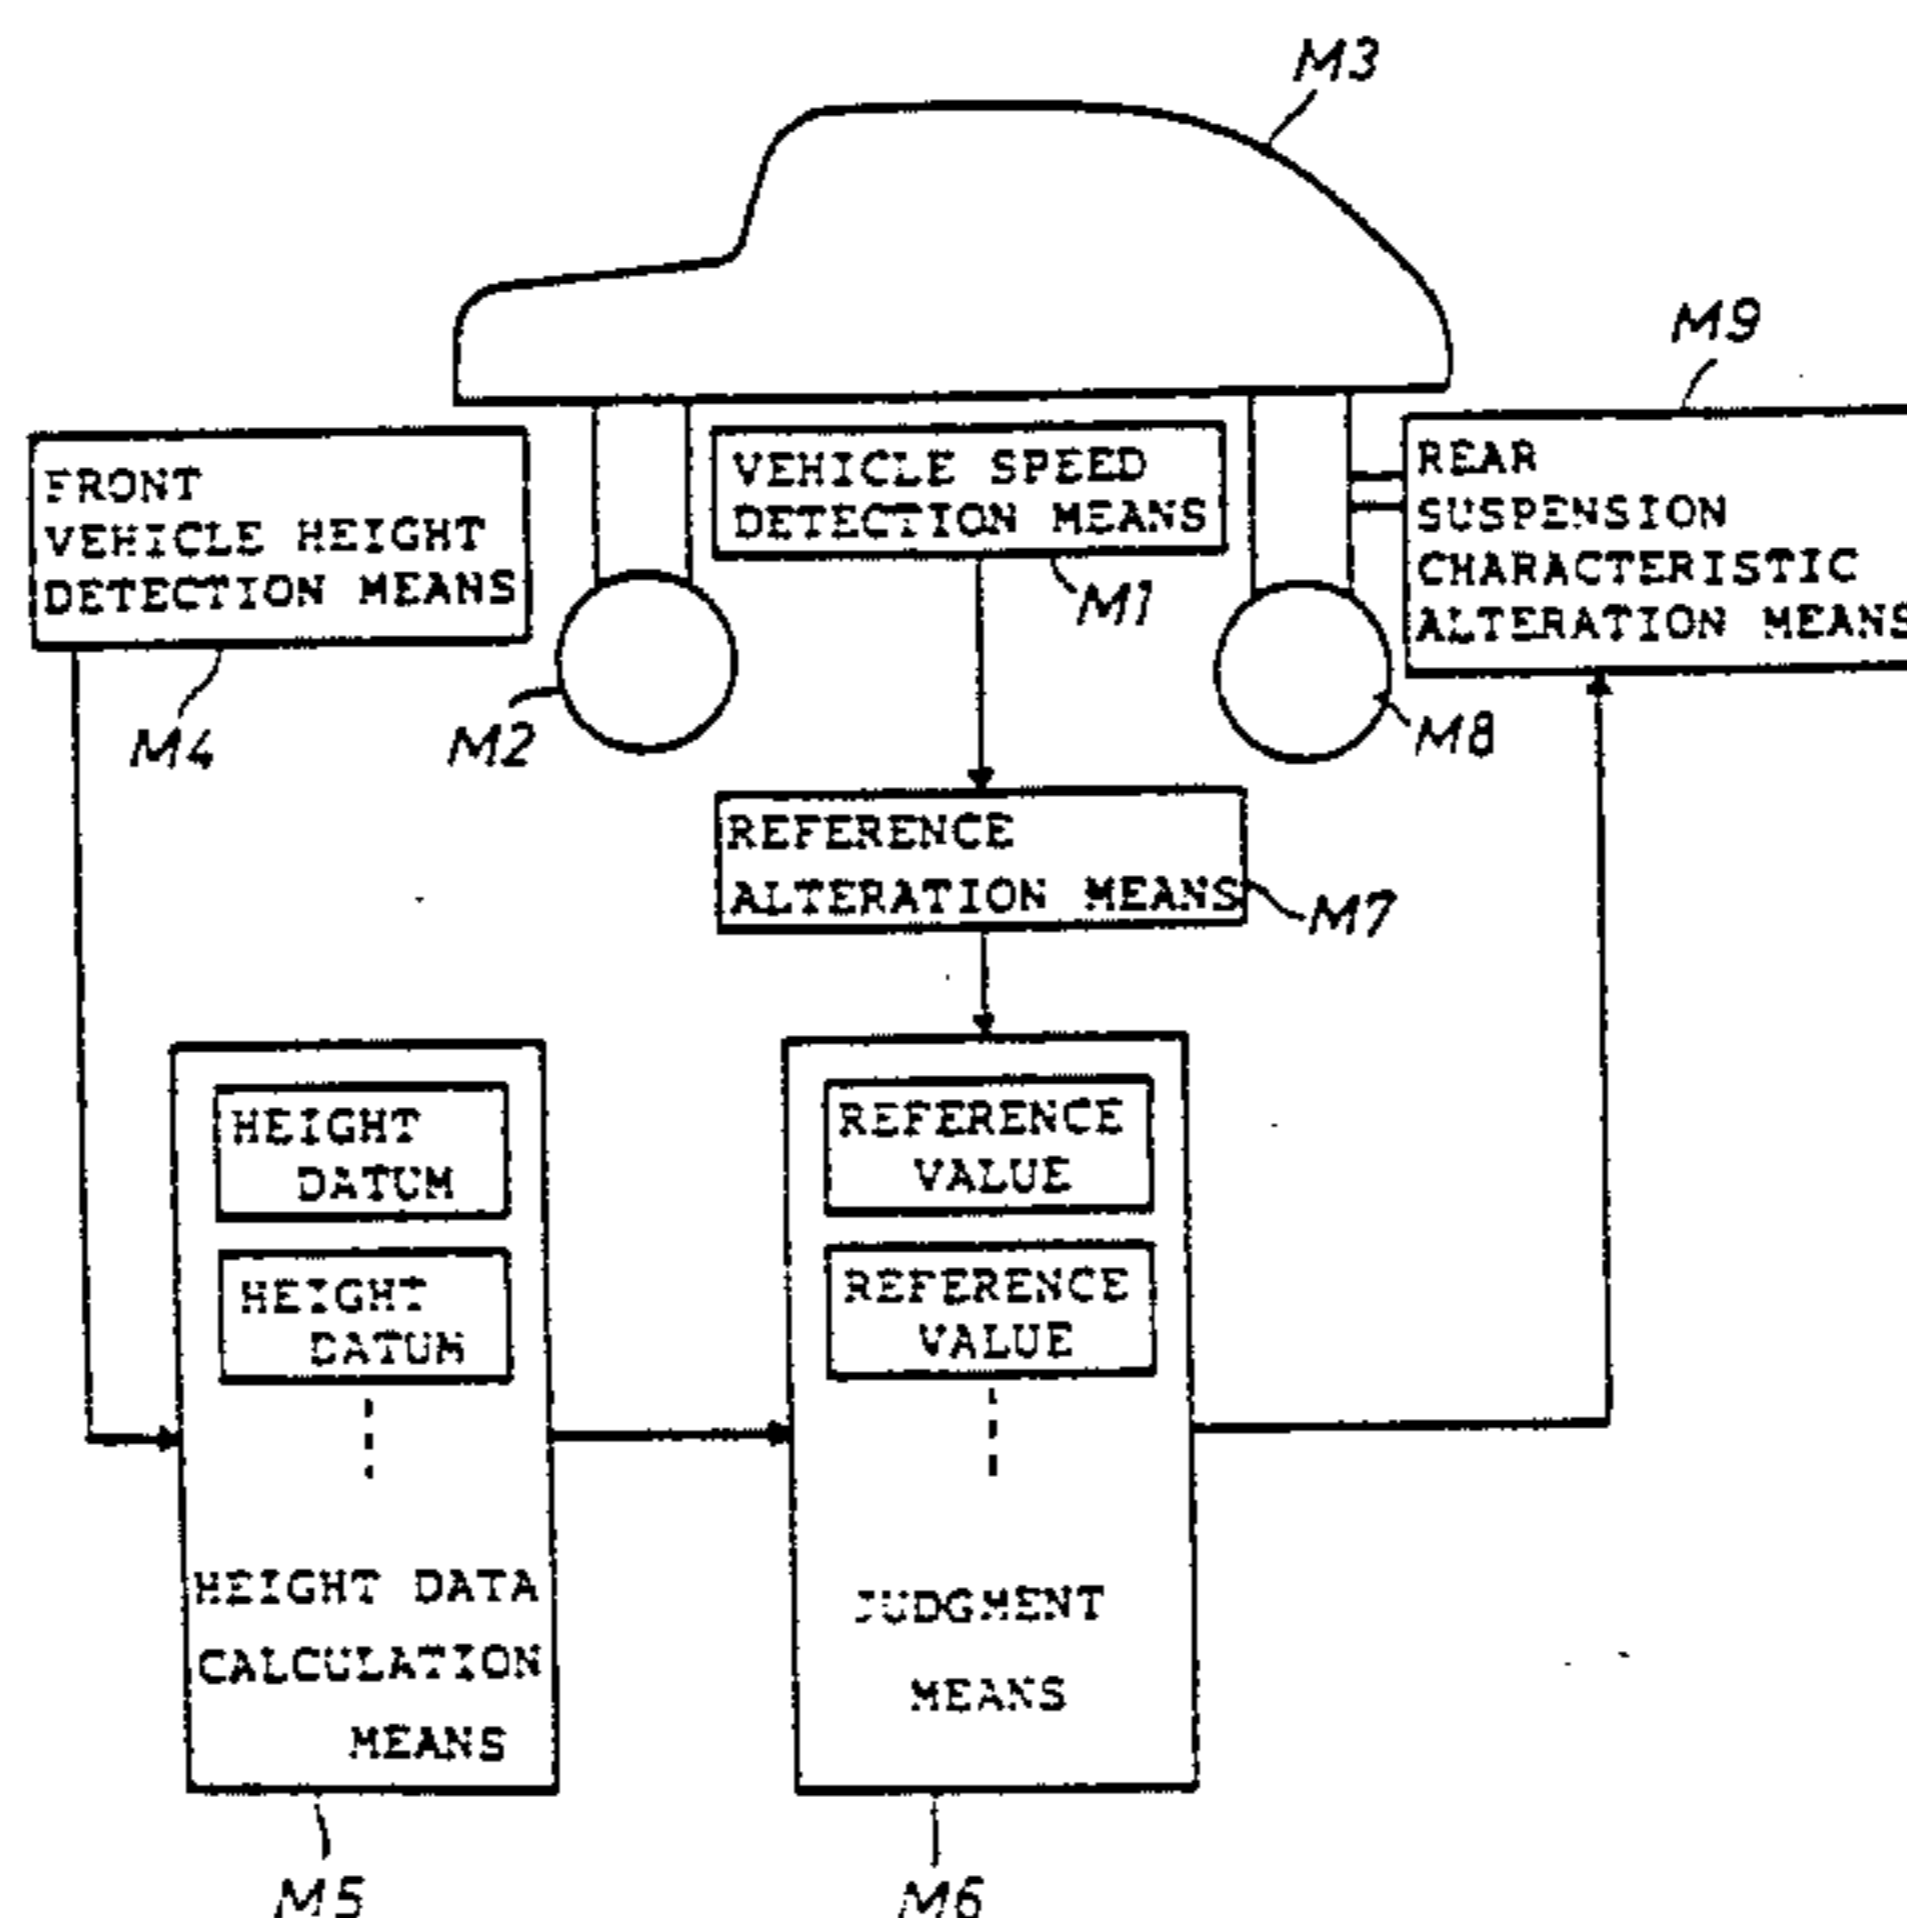 M3
M9
FRONT
VEHICLE HEIGHT
DETECTION MEANS
VEHICLE SPEED
DETECTION MEANS
REAR
SUSPENSION
CHARACTERISTIC
ALTERATION MEANS
M4
M2
M1
M8
REFERENCE
ALTERATION MEANS
M7
HEIGHT
DATUM
HEIGHT
DATUM
HEIGHT DATA
CALCULATION
MEANS
REFERENCE
VALUE
REFERENCE
VALUE
JUDGMENT
MEANS
M5
M6